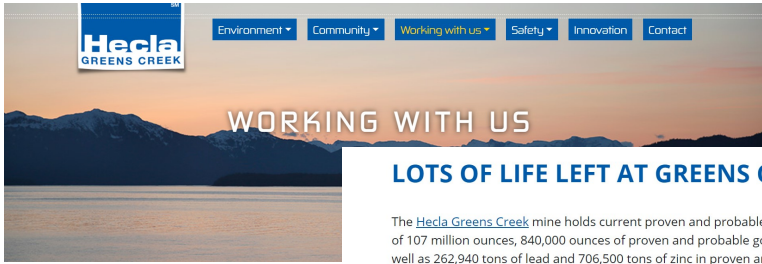 SM
Hecla
GREENS CREEK
Environment Community Working with us Safety Innovation Contact
WORKING WITH US
LOTS OF LIFE LEFT AT GREENS
The Hecla Greens Creek mine holds current proven and probable
of 107 million ounces, 840,000 ounces of proven and probable go
well as 262,940 tons of lead and 706,500 tons of zinc in proven an